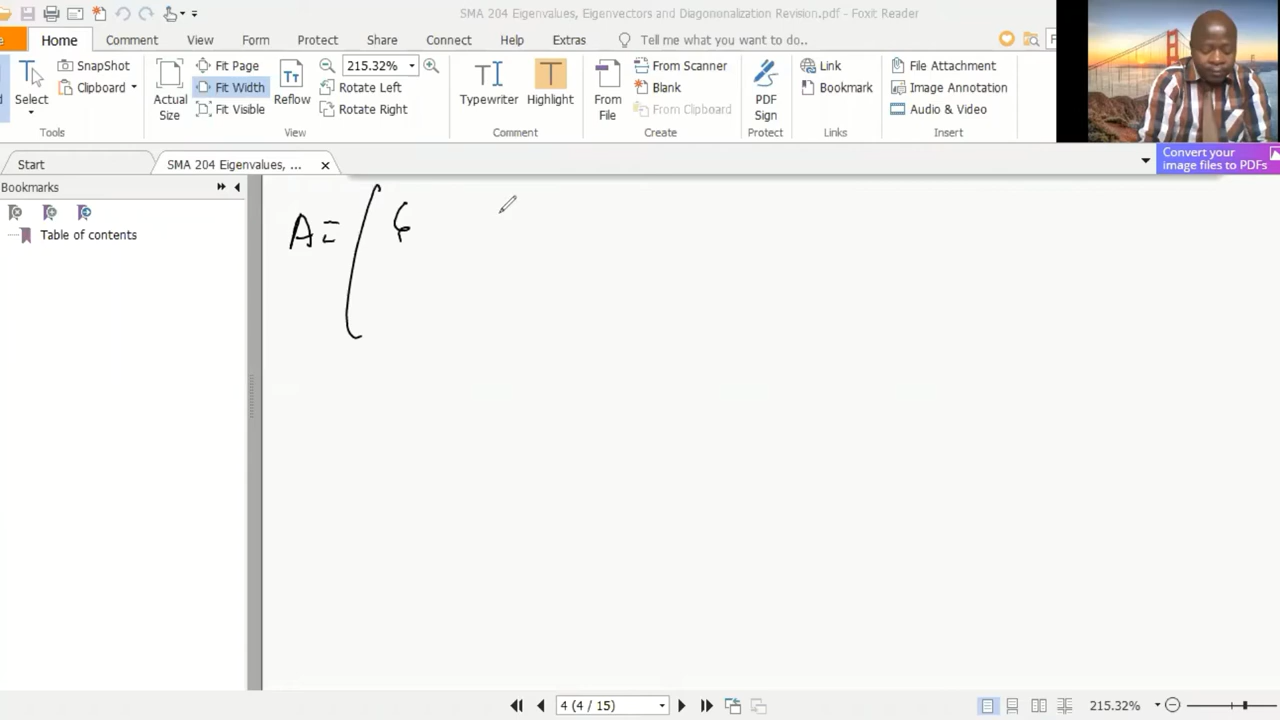 SMA 204 Eigenvalues, Eigenvectors and Diagonalization Revision.pdf - Foxit Reader
Home Comment View Form Protect Share Connect Help Extras Tell me what you want to do..
Select
Tools
SnapShot
Clipboard
Actual Size
Fit Page
Fit Width
Fit Visible
Reflow
215.32%
Rotate Left
Rotate Right
View
Typewriter
Highlight
Comment
From File
From Scanner
Blank
From Clipboard
Create
PDF Sign
Protect
Link
Bookmark
Links
File Attachment
Image Annotation
Audio & Video
Insert
Start
SMA 204 Eigenvalues, ...
Convert your
image files to PDFs
Bookmarks
Table of contents
A = ( 6
4 (4 / 15)
215.32%